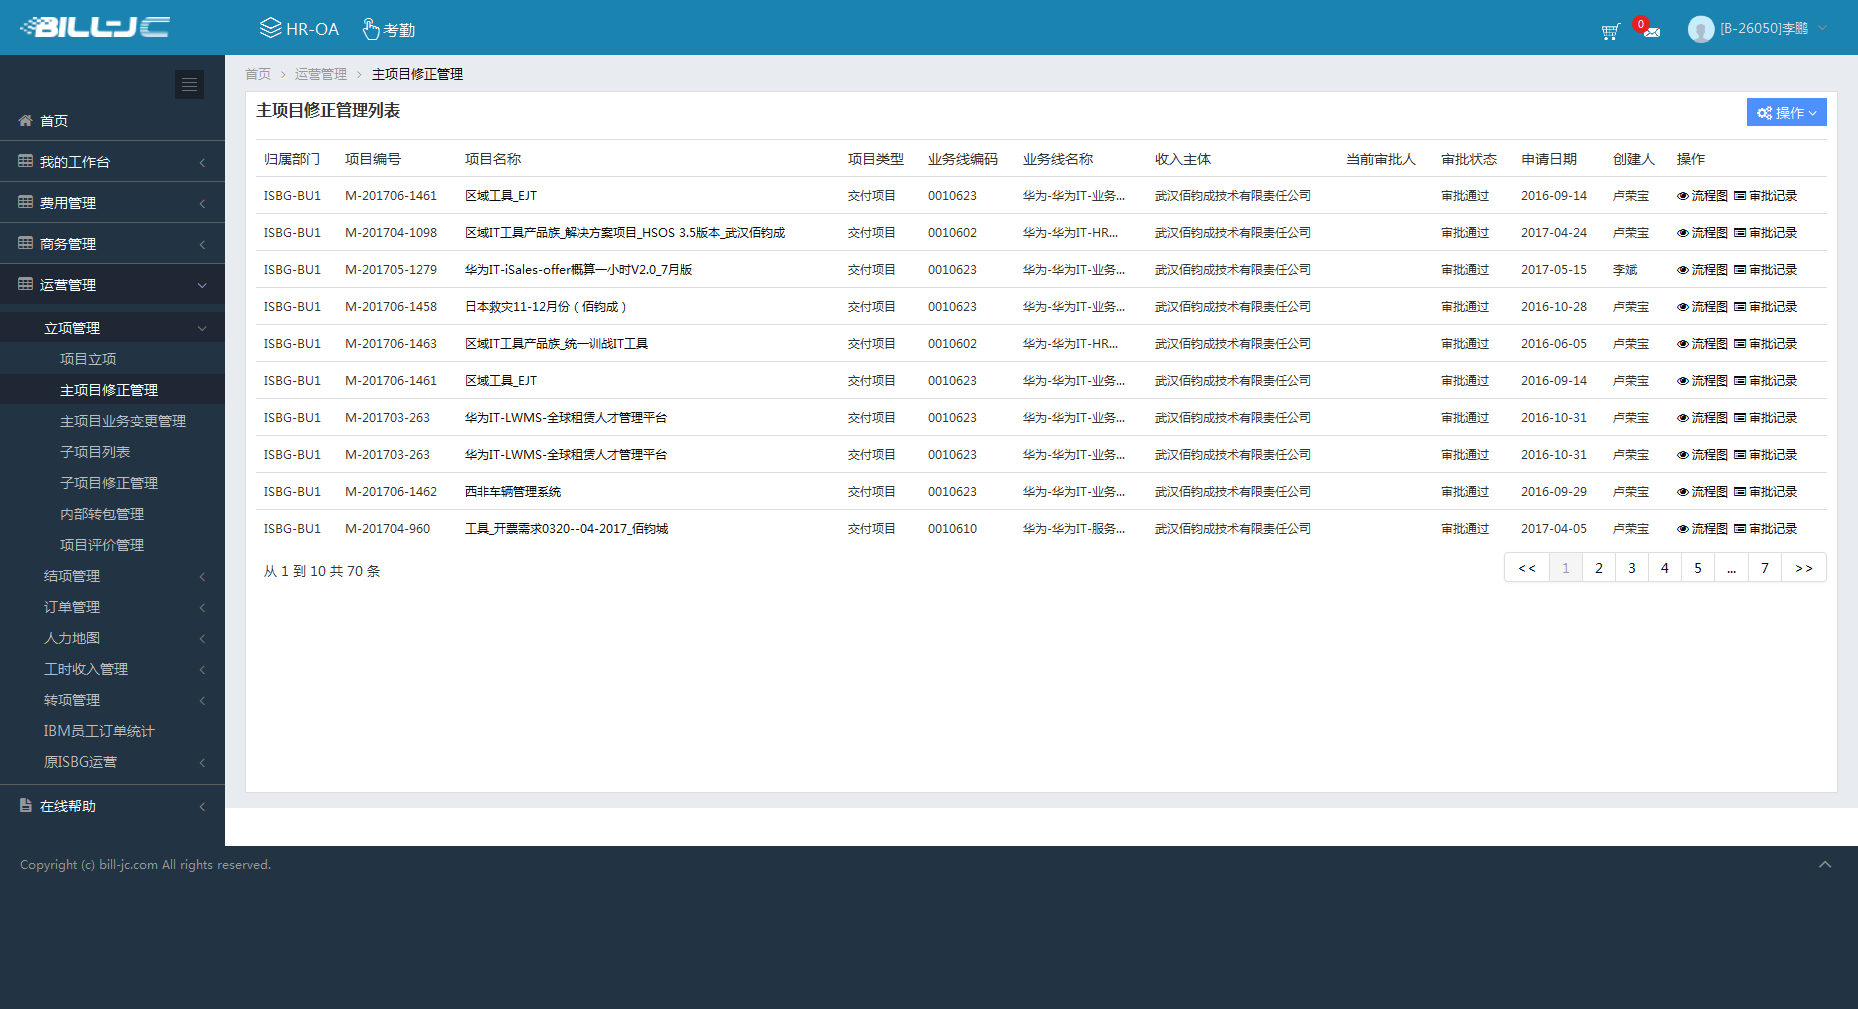 BILL-JC HR-OA 考勤 0 [B-26050]李鹏
首页 > 运营管理 > 主项目修正管理
首页
我的工作台
费用管理
商务管理
运营管理
立项管理
项目立项
主项目修正管理
主项目业务变更管理
子项目列表
子项目修正管理
内部转包管理
项目评价管理
结项管理
订单管理
人力地图
工时收入管理
转项管理
IBM员工订单统计
原ISBG运营
在线帮助
主项目修正管理列表 操作
归属部门 项目编号 项目名称 项目类型 业务线编码 业务线名称 收入主体 当前审批人 审批状态 申请日期 创建人 操作
ISBG-BU1 M-201706-1461 区域工具_EJT 交付项目 0010623 华为-华为IT-业务... 武汉佰钧成技术有限责任公司 审批通过 2016-09-14 卢荣宝 流程图 审批记录
ISBG-BU1 M-201704-1098 区域IT工具产品族_解决方案项目_HSOS 3.5版本_武汉佰钧成 交付项目 0010602 华为-华为IT-HR... 武汉佰钧成技术有限责任公司 审批通过 2017-04-24 卢荣宝 流程图 审批记录
ISBG-BU1 M-201705-1279 华为IT-iSales-offer概算一小时V2.0_7月版 交付项目 0010623 华为-华为IT-业务... 武汉佰钧成技术有限责任公司 审批通过 2017-05-15 李斌 流程图 审批记录
ISBG-BU1 M-201706-1458 日本救灾11-12月份（佰钧成） 交付项目 0010623 华为-华为IT-业务... 武汉佰钧成技术有限责任公司 审批通过 2016-10-28 卢荣宝 流程图 审批记录
ISBG-BU1 M-201706-1463 区域IT工具产品族_统一训战IT工具 交付项目 0010602 华为-华为IT-HR... 武汉佰钧成技术有限责任公司 审批通过 2016-06-05 卢荣宝 流程图 审批记录
ISBG-BU1 M-201706-1461 区域工具_EJT 交付项目 0010623 华为-华为IT-业务... 武汉佰钧成技术有限责任公司 审批通过 2016-09-14 卢荣宝 流程图 审批记录
ISBG-BU1 M-201703-263 华为IT-LWMS-全球租赁人才管理平台 交付项目 0010623 华为-华为IT-业务... 武汉佰钧成技术有限责任公司 审批通过 2016-10-31 卢荣宝 流程图 审批记录
ISBG-BU1 M-201703-263 华为IT-LWMS-全球租赁人才管理平台 交付项目 0010623 华为-华为IT-业务... 武汉佰钧成技术有限责任公司 审批通过 2016-10-31 卢荣宝 流程图 审批记录
ISBG-BU1 M-201706-1462 西非车辆管理系统 交付项目 0010623 华为-华为IT-业务... 武汉佰钧成技术有限责任公司 审批通过 2016-09-29 卢荣宝 流程图 审批记录
ISBG-BU1 M-201704-960 工具_开票需求0320--04-2017_佰钧城 交付项目 0010610 华为-华为IT-服务... 武汉佰钧成技术有限责任公司 审批通过 2017-04-05 卢荣宝 流程图 审批记录
从 1 到 10 共 70 条 << 1 2 3 4 5 ... 7 >>
Copyright (c) bill-jc.com All rights reserved.